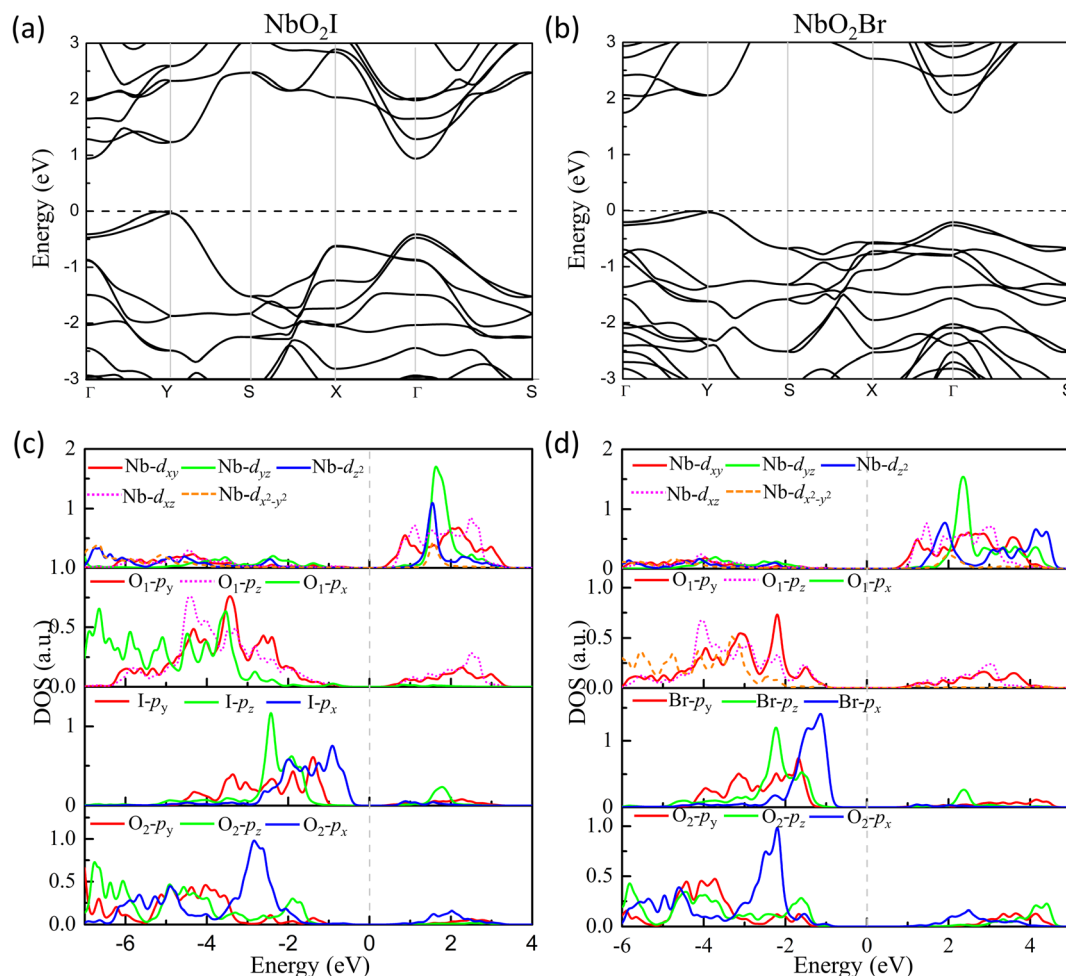 (a) NbO₂I
(b) NbO₂Br
Energy (eV)
3
2
1
0
-1
-2
-3
Γ Y S X Γ S
Energy (eV)
3
2
1
0
-1
-2
-3
Γ Y S X Γ S
(c)
DOS (a.u.)
2
1
0
Nb-dxy Nb-dyz Nb-dz²
Nb-dxz Nb-dx²-y²
1.0
0.5
0.0
O₁-py O₁-pz O₁-px
1
0
I-py I-pz I-px
1.0
0.5
0.0
O₂-py O₂-pz O₂-px
-6 -4 -2 0 2 4
Energy (eV)
(d)
DOS (a.u.)
2
1
0
Nb-dxy Nb-dyz Nb-dz²
Nb-dxz Nb-dx²-y²
1.0
0.5
0.0
O₁-py O₁-pz O₁-px
1
0
Br-py Br-pz Br-px
1.0
0.5
0.0
O₂-py O₂-pz O₂-px
-6 -4 -2 0 2 4
Energy (eV)